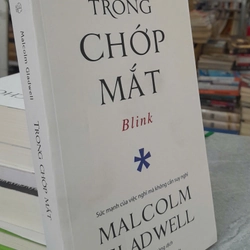 TRONG
CHỚP
MẮT
Blink
*
Sức mạnh của việc nghĩ mà không cần suy nghĩ
MALCOLM
GLADWELL
Malcolm Gladwell
TRONG CHỚP MẮT